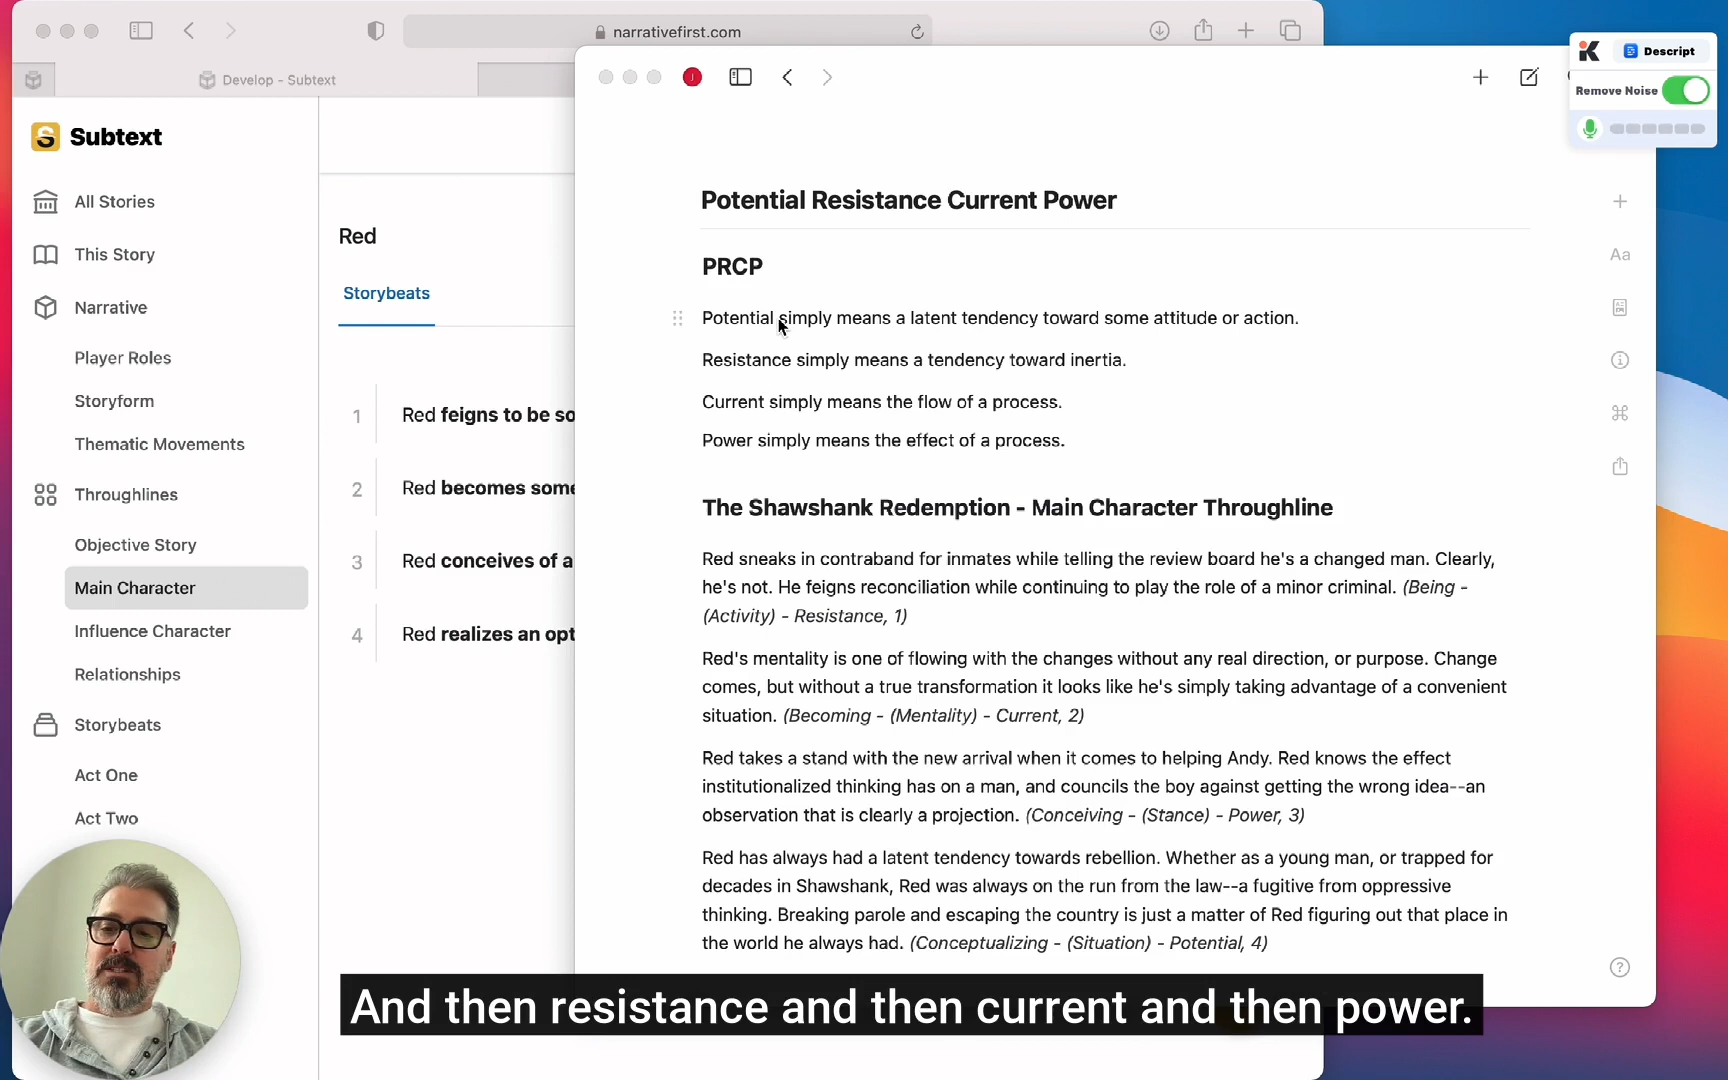 narrativefirst.com
Develop - Subtext
Descript
Remove Noise
Subtext
All Stories
This Story
Narrative
Player Roles
Storyform
Thematic Movements
Throughlines
Objective Story
Main Character
Influence Character
Relationships
Storybeats
Act One
Act Two
Red
Storybeats
1 Red feigns to be so
2 Red becomes some
3 Red conceives of a
4 Red realizes an opt
J
Potential Resistance Current Power
Aa
PRCP
Potential simply means a latent tendency toward some attitude or action.
Resistance simply means a tendency toward inertia.
Current simply means the flow of a process.
Power simply means the effect of a process.
The Shawshank Redemption - Main Character Throughline
Red sneaks in contraband for inmates while telling the review board he's a changed man. Clearly,
he's not. He feigns reconciliation while continuing to play the role of a minor criminal. (Being -
(Activity) - Resistance, 1)
Red's mentality is one of flowing with the changes without any real direction, or purpose. Change
comes, but without a true transformation it looks like he's simply taking advantage of a convenient
situation. (Becoming - (Mentality) - Current, 2)
Red takes a stand with the new arrival when it comes to helping Andy. Red knows the effect
institutionalized thinking has on a man, and councils the boy against getting the wrong idea--an
observation that is clearly a projection. (Conceiving - (Stance) - Power, 3)
Red has always had a latent tendency towards rebellion. Whether as a young man, or trapped for
decades in Shawshank, Red was always on the run from the law--a fugitive from oppressive
thinking. Breaking parole and escaping the country is just a matter of Red figuring out that place in
the world he always had. (Conceptualizing - (Situation) - Potential, 4)
And then resistance and then current and then power.